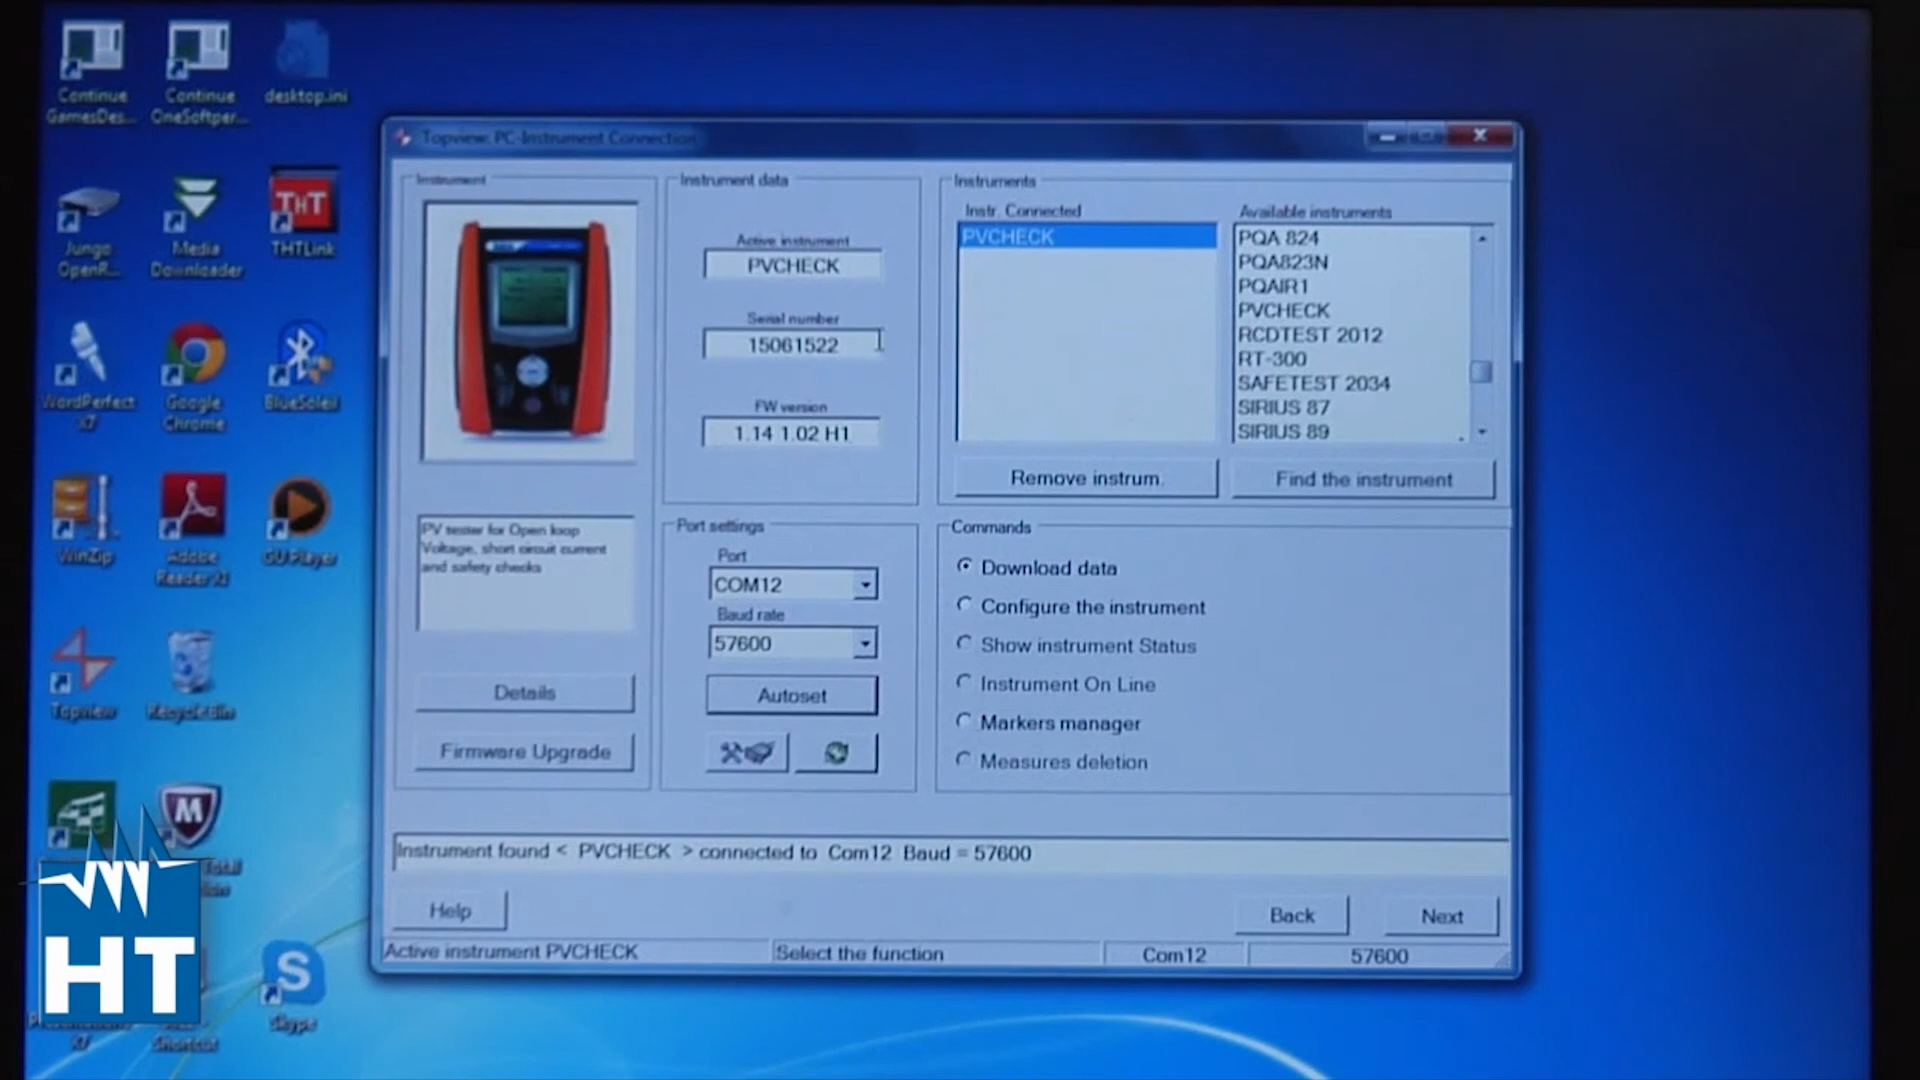 Continue
GamesDes...
Continue
OneSoftper...
desktop.ini
Jungo
OpenR...
Media
Downloader
THT
THTLink
WordPerfect
X7
Google
Chrome
BlueSoleil
WinZip
Adobe
Reader XI
GU Player
Topview
Recycle Bin
M
Total
HT
X7
Shortcut
S
Skype
Topview: PC-Instrument Connection
Instrument
PV tester for Open loop
Voltage, short circuit current
and safety checks
Details
Firmware Upgrade
Instrument data
Active instrument
PVCHECK
Serial number
15061522
FW version
1.14 1.02 H1
Port settings
Port
COM12
Baud rate
57600
Autoset
Instruments
Instr. Connected
PVCHECK
Remove instrum.
Available instruments
PQA 824
PQA823N
PQAIR1
PVCHECK
RCDTEST 2012
RT-300
SAFETEST 2034
SIRIUS 87
SIRIUS 89
Find the instrument
Commands
Download data
Configure the instrument
Show instrument Status
Instrument On Line
Markers manager
Measures deletion
Instrument found < PVCHECK > connected to Com12 Baud = 57600
Help
Back
Next
Active instrument PVCHECK
Select the function
Com12
57600